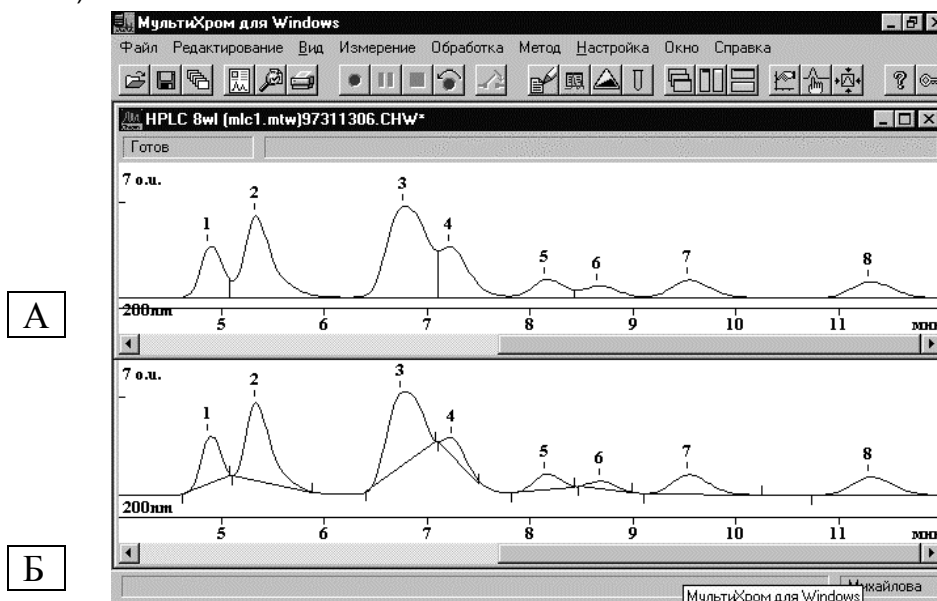 МультиХром для Windows
Файл Редактирование Вид Измерение Обработка Метод Настройка Окно Справка
HPLC 8wl (mlc1.mtw)97311306.CHW*
Готов
7 о.и.
1 2 3 4 5 6 7 8
200nm
5 6 7 8 9 10 11 мин
А
7 о.и.
1 2 3 4 5 6 7 8
200nm
5 6 7 8 9 10 11 мин
Б
Михайлова
МультиХром для Windows